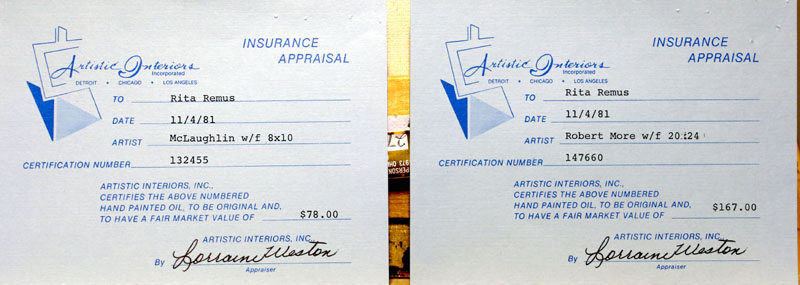 INSURANCE
APPRAISAL
Artistic Interiors
Incorporated
DETROIT • CHICAGO • LOS ANGELES
TO Rita Remus
DATE 11/4/81
ARTIST McLaughlin w/f 8x10
CERTIFICATION NUMBER 132455
ARTISTIC INTERIORS, INC.,
CERTIFIES THE ABOVE NUMBERED
HAND PAINTED OIL, TO BE ORIGINAL AND,
TO HAVE A FAIR MARKET VALUE OF $78.00
ARTISTIC INTERIORS, INC.
By Lorraine Weston
Appraiser
INSURANCE
APPRAISAL
Artistic Interiors
Incorporated
DETROIT • CHICAGO • LOS ANGELES
TO Rita Remus
DATE 11/4/81
ARTIST Robert More w/f 20:24
CERTIFICATION NUMBER 147660
ARTISTIC INTERIORS, INC.,
CERTIFIES THE ABOVE NUMBERED
HAND PAINTED OIL, TO BE ORIGINAL AND,
TO HAVE A FAIR MARKET VALUE OF $167.00
ARTISTIC INTERIORS, INC.
By Lorraine Weston
Appraiser